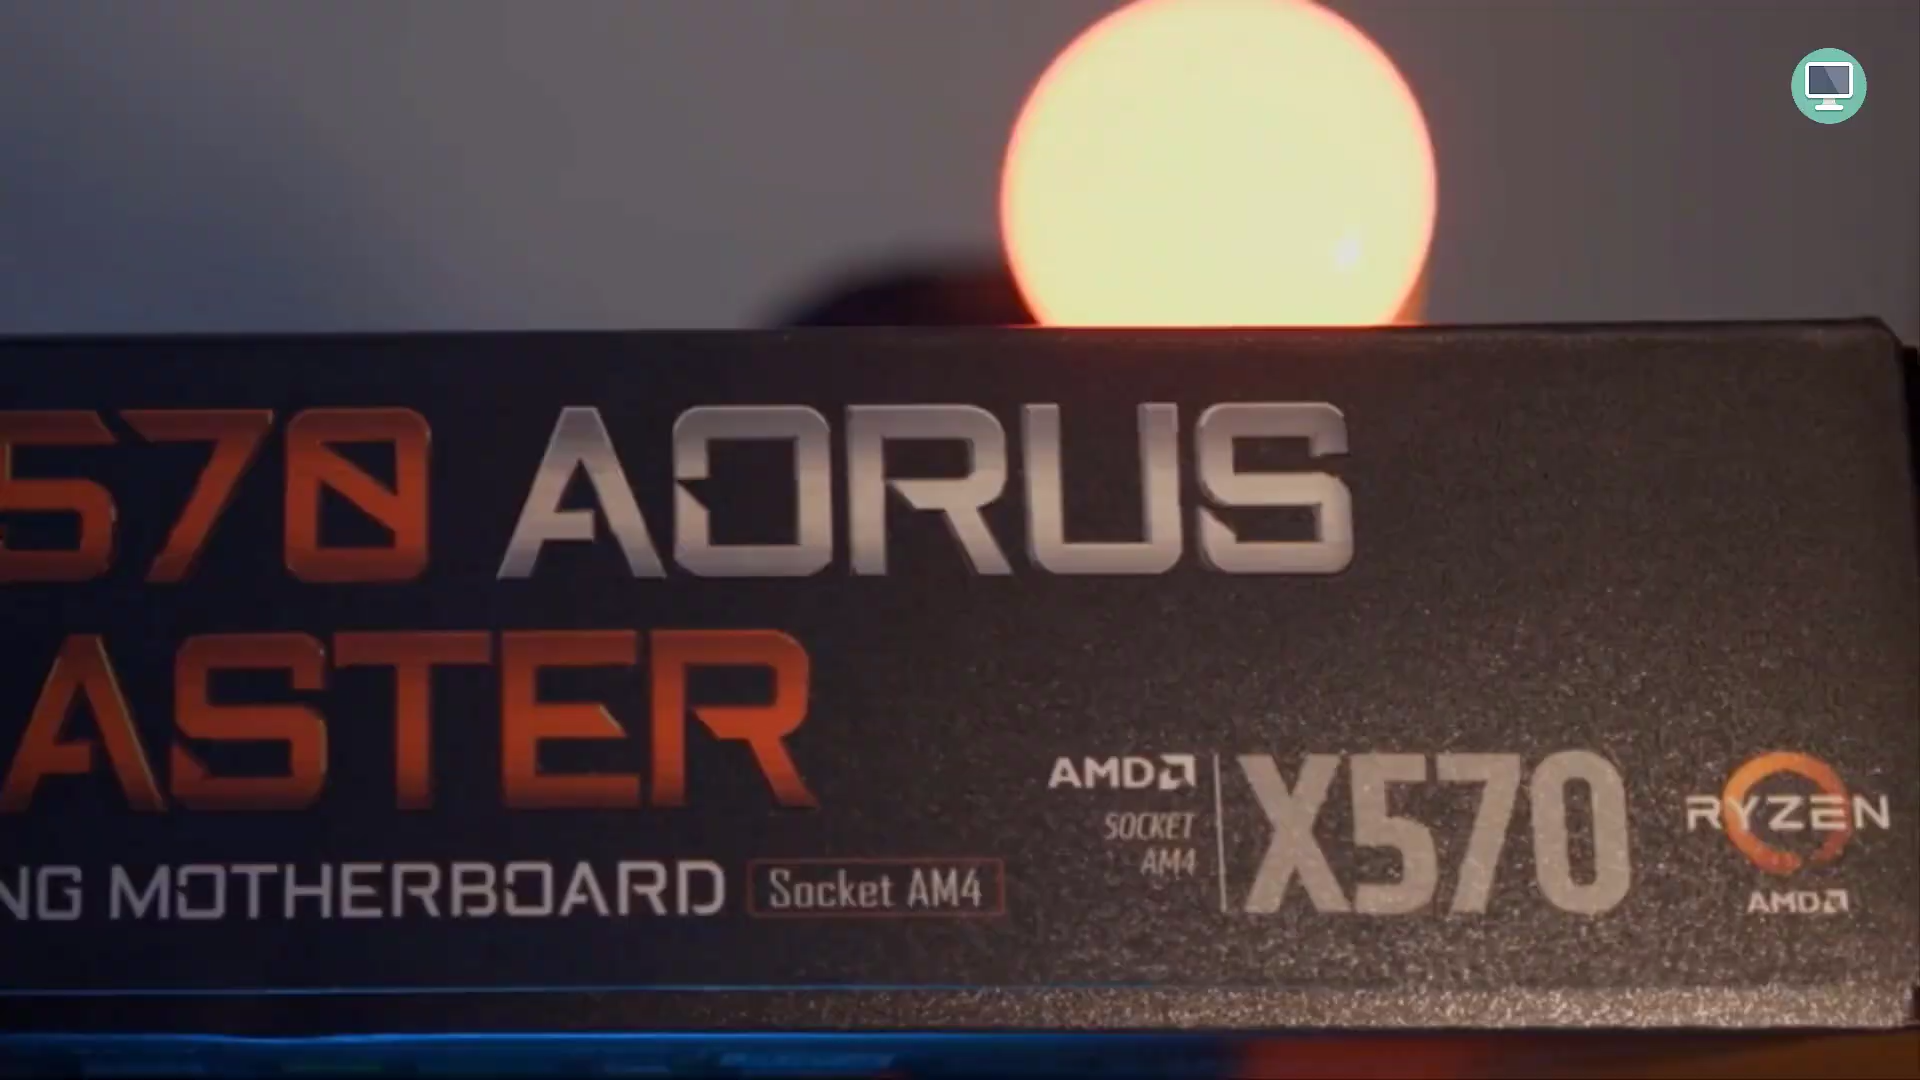 570 AORUS
ASTER
NG MOTHERBOARD Socket AM4
AMD
SOCKET
AM4
X570
RYZEN
AMD